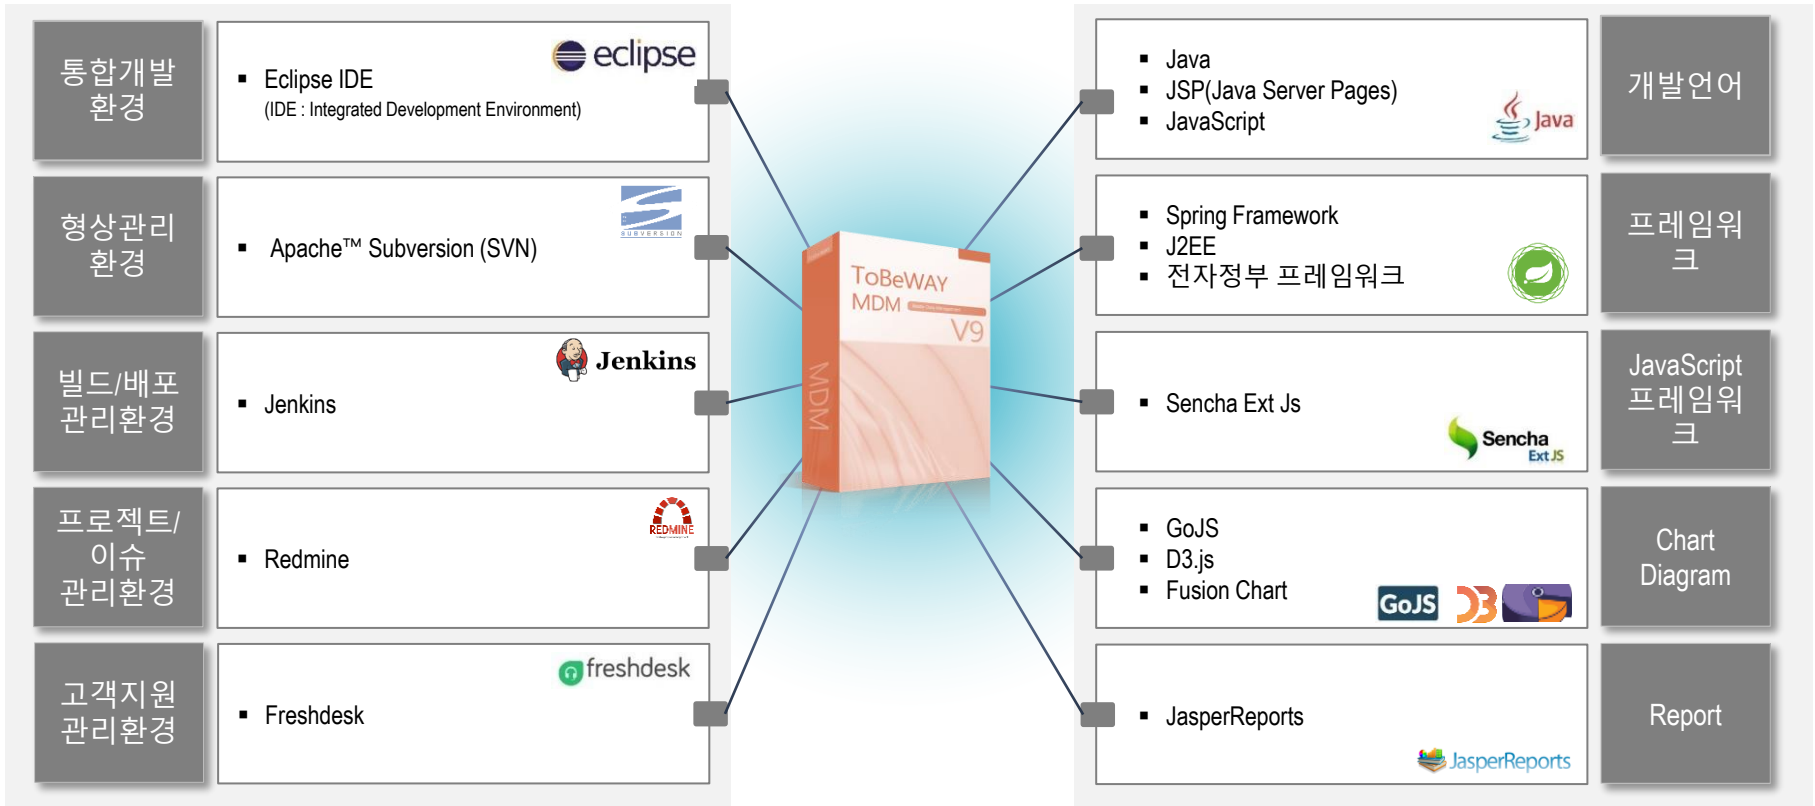 통합개발
환경
Eclipse IDE
(IDE : Integrated Development Environment)
eclipse
형상관리
환경
Apache™ Subversion (SVN)
SUBVERSION
빌드/배포
관리환경
Jenkins
Jenkins
프로젝트/
이슈
관리환경
Redmine
REDMINE
고객지원
관리환경
Freshdesk
freshdesk
ToBeWAY
MDM
V9
MDM
Java
JSP(Java Server Pages)
JavaScript
Java
개발언어
Spring Framework
J2EE
전자정부 프레임워크
프레임워
크
Sencha Ext Js
Sencha
Ext JS
JavaScript
프레임워
크
GoJS
D3.js
Fusion Chart
GoJS
D3
Chart
Diagram
JasperReports
JasperReports
Report